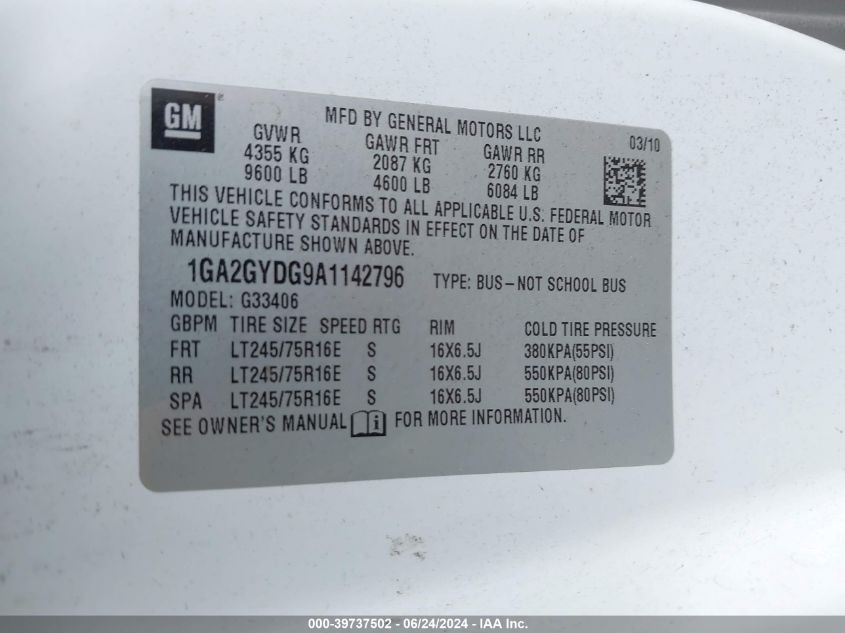 GM
MFD BY GENERAL MOTORS LLC 03/10
GVWR GAWR FRT GAWR RR
4355 KG 2087 KG 2760 KG
9600 LB 4600 LB 6084 LB
THIS VEHICLE CONFORMS TO ALL APPLICABLE U.S. FEDERAL MOTOR
VEHICLE SAFETY STANDARDS IN EFFECT ON THE DATE OF
MANUFACTURE SHOWN ABOVE.
1GA2GYDG9A1142796 TYPE: BUS-NOT SCHOOL BUS
MODEL: G33406
GBPM TIRE SIZE SPEED RTG RIM COLD TIRE PRESSURE
FRT LT245/75R16E S 16X6.5J 380KPA(55PSI)
RR LT245/75R16E S 16X6.5J 550KPA(80PSI)
SPA LT245/75R16E S 16X6.5J 550KPA(80PSI)
SEE OWNER'S MANUAL i FOR MORE INFORMATION.
000-39737502 - 06/24/2024 - IAA Inc.